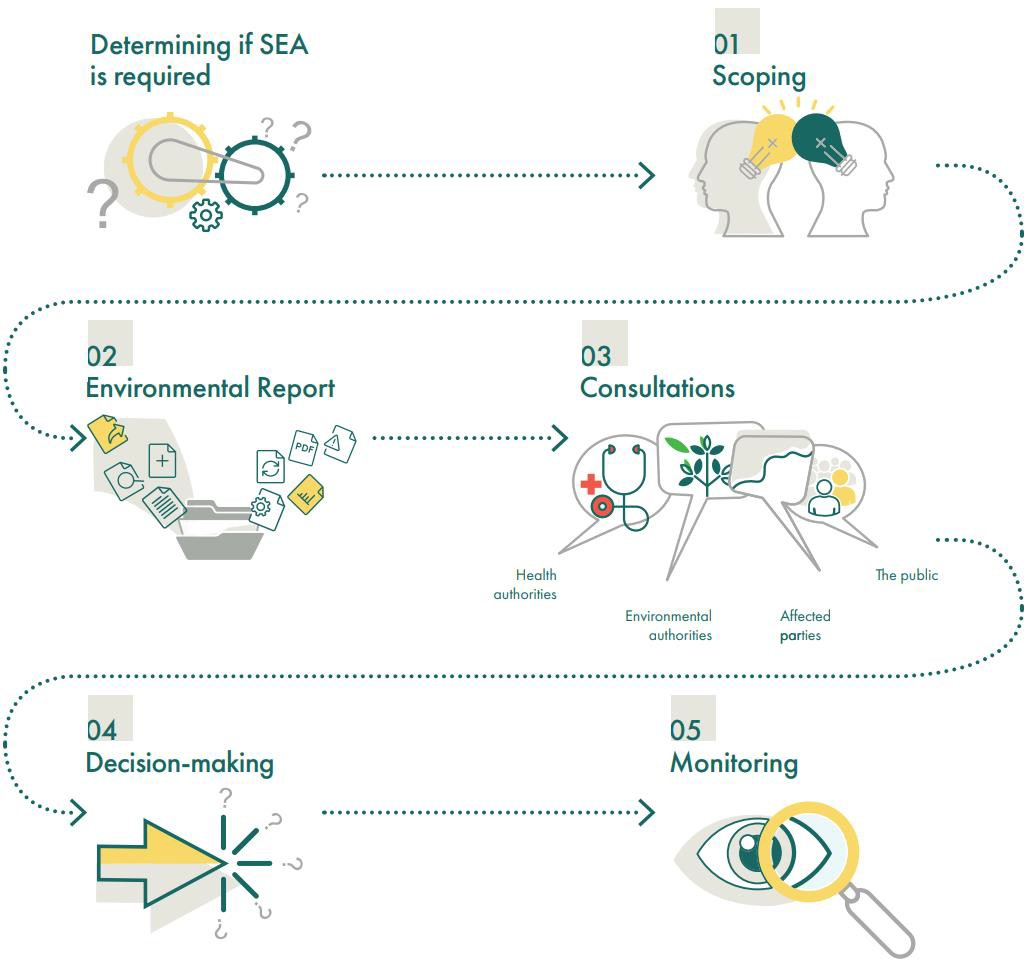 Determining if SEA
is required
01
Scoping
02
Environmental Report
03
Consultations
PDF
Health
authorities
Environmental
authorities
Affected
parties
The public
04
Decision-making
05
Monitoring